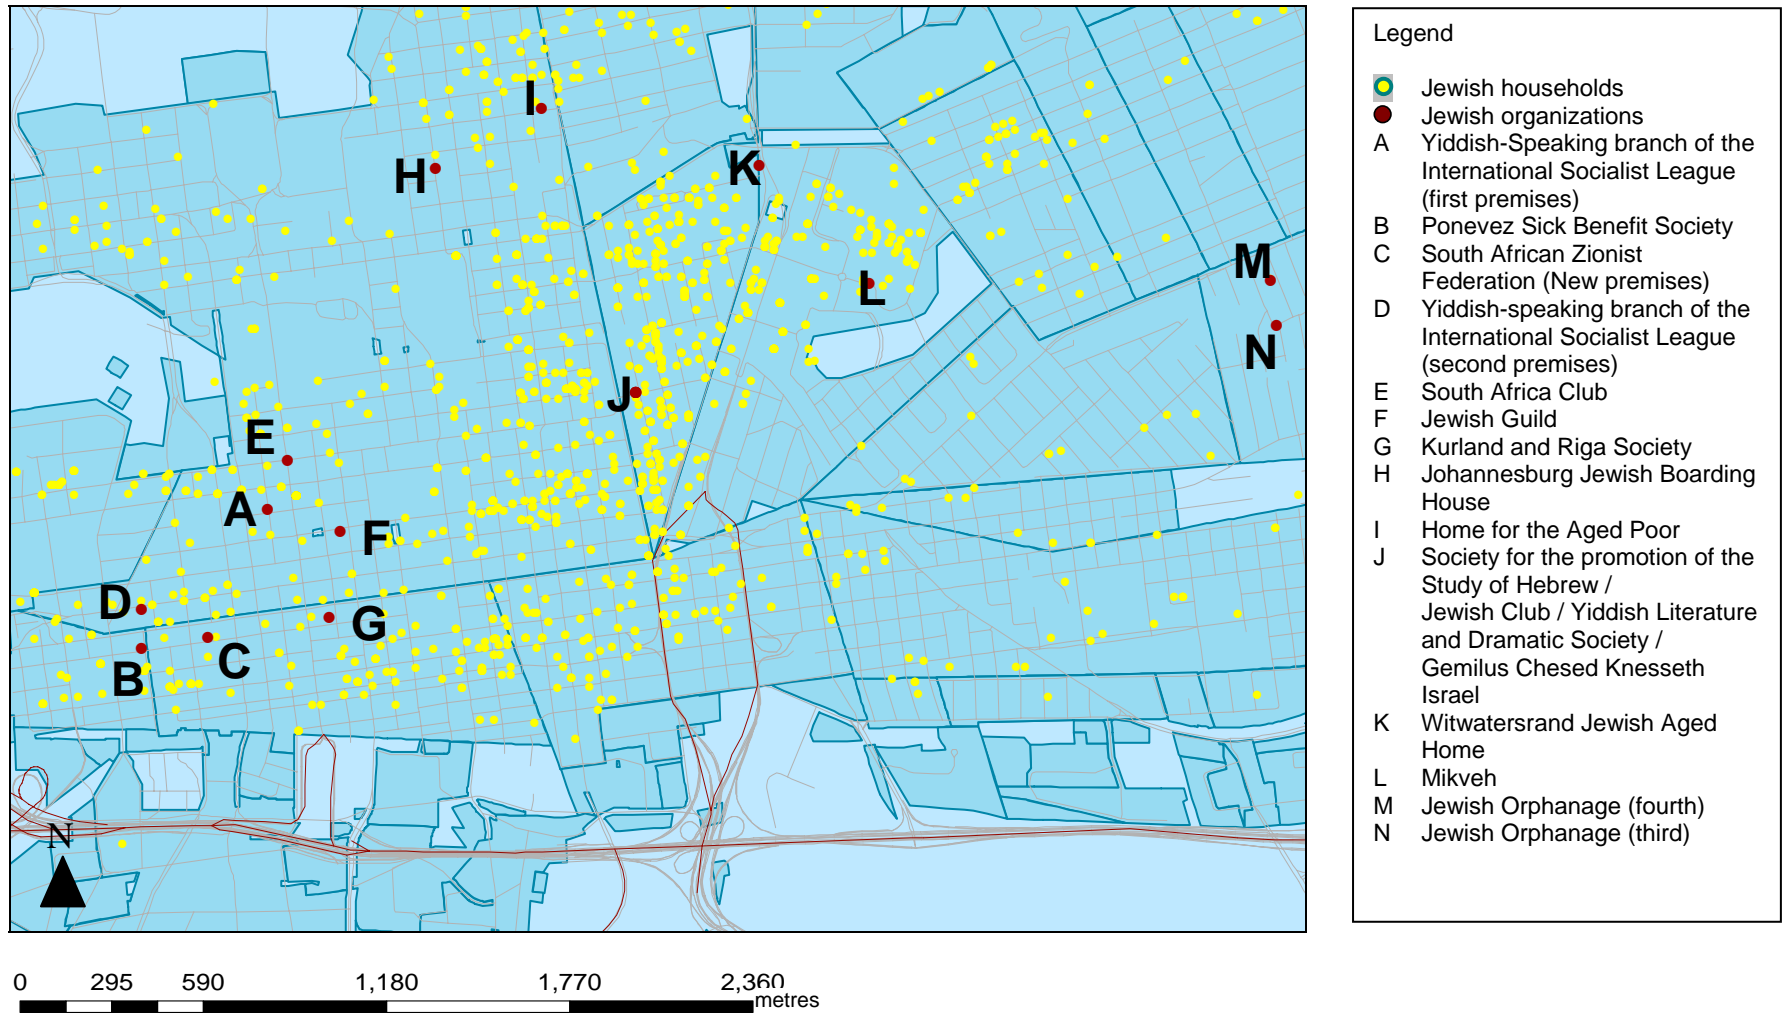 I
H
K
M
L
N
J
E
A
F
D
G
C
B
N
0 295 590 1,180 1,770 2,360
metres
Legend
Jewish households
Jewish organizations
A Yiddish-Speaking branch of the
International Socialist League
(first premises)
B Ponevez Sick Benefit Society
C South African Zionist
Federation (New premises)
D Yiddish-speaking branch of the
International Socialist League
(second premises)
E South Africa Club
F Jewish Guild
G Kurland and Riga Society
H Johannesburg Jewish Boarding
House
I Home for the Aged Poor
J Society for the promotion of the
Study of Hebrew /
Jewish Club / Yiddish Literature
and Dramatic Society /
Gemilus Chesed Knesseth
Israel
K Witwatersrand Jewish Aged
Home
L Mikveh
M Jewish Orphanage (fourth)
N Jewish Orphanage (third)